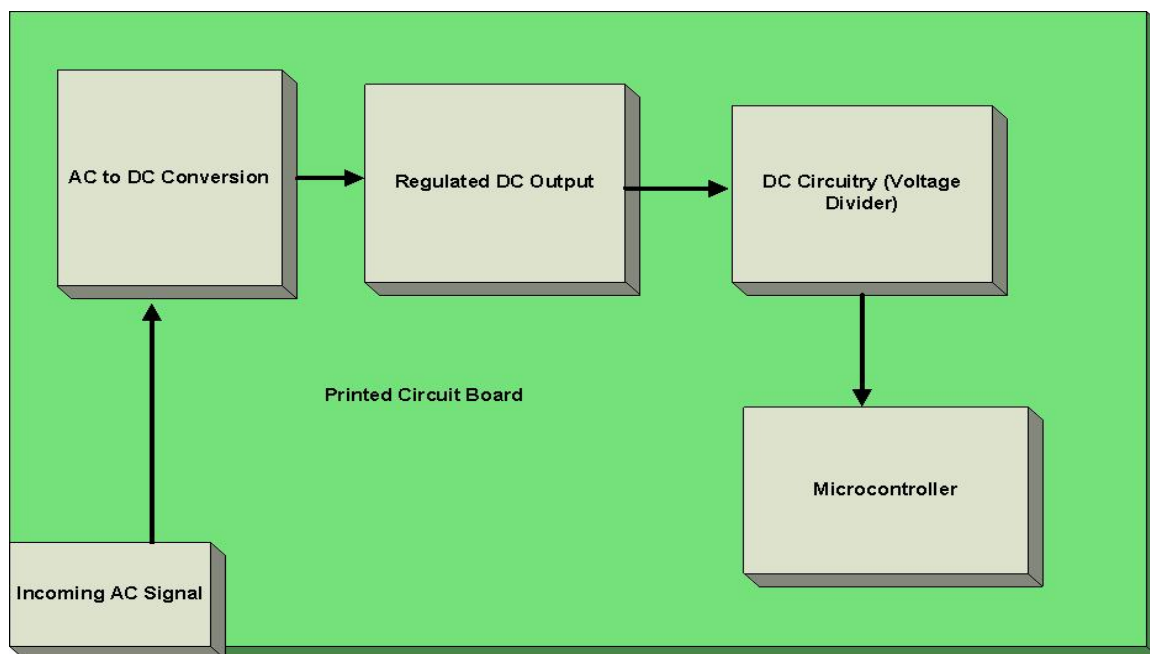 AC to DC Conversion
Regulated DC Output
DC Circuitry (Voltage
Divider)
Printed Circuit Board
Microcontroller
Incoming AC Signal